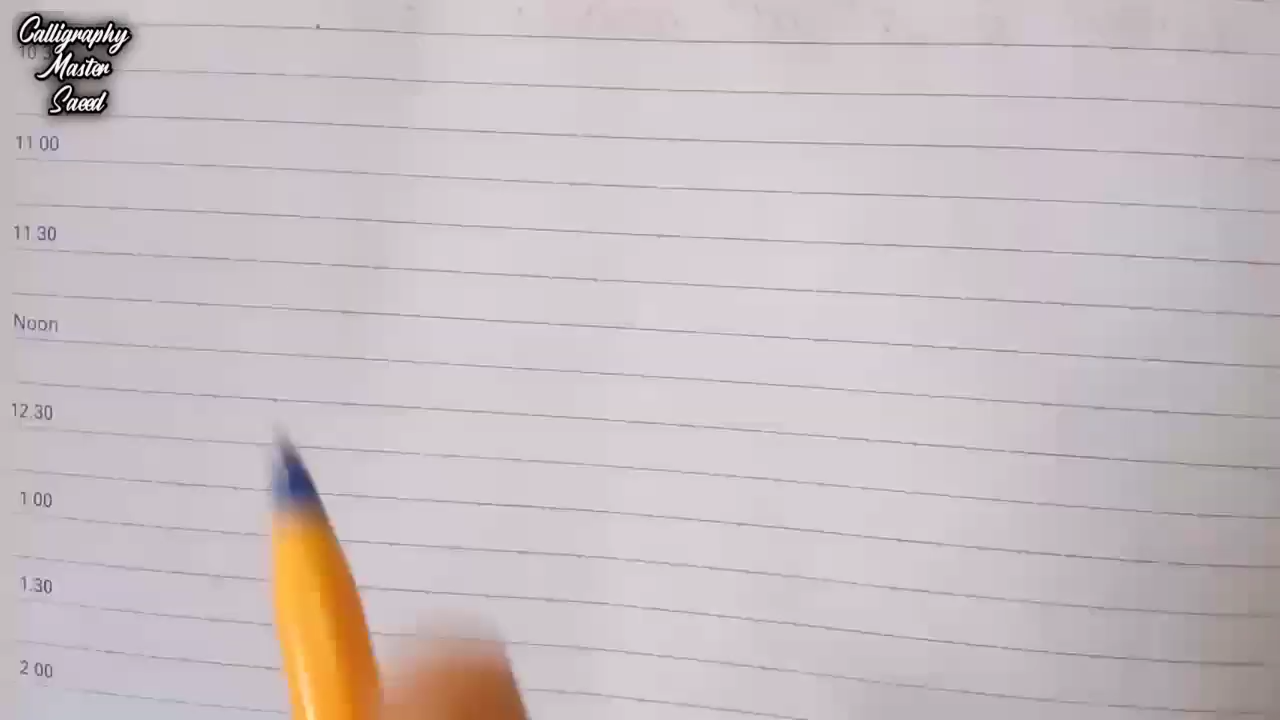 Calligraphy
Master
Saeed
11 00
11 30
Noon
12.30
1 00
1.30
2 00